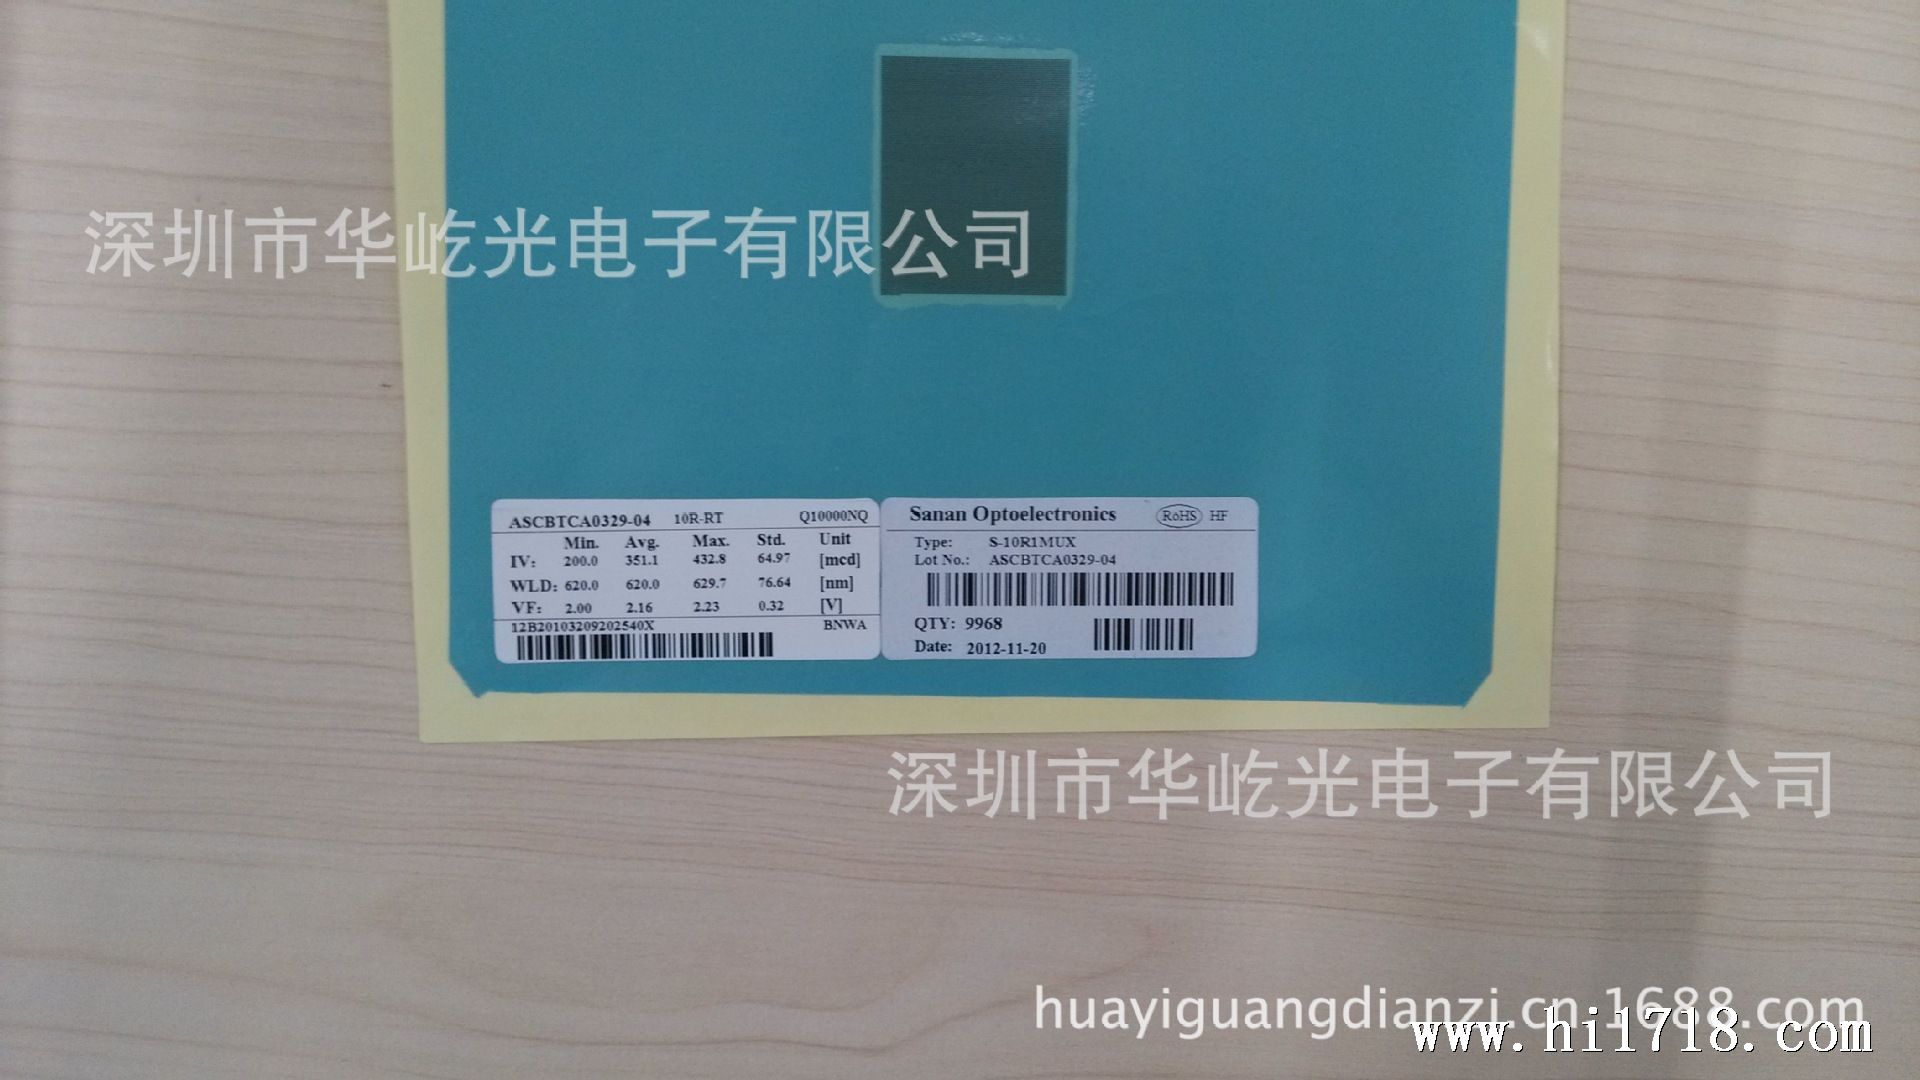 深圳市华屹光电子有限公司
ASCBTCA0329-04 10R-RT Q10000NQ
Min. Avg. Max. Std. Unit
IV: 200.0 351.1 432.8 64.97 [mcd]
WLD: 620.0 620.0 629.7 76.64 [nm]
VF: 2.00 2.16 2.23 0.32 [V]
12B20103209202540X BNWA
Sanan Optoelectronics RoHS HF
Type: S-10R1MUX
Lot No.: ASCBTCA0329-04
QTY: 9968
Date: 2012-11-20
深圳市华屹光电子有限公司
huayiguangdianzi.cn.1688.com
www.hi1718.com